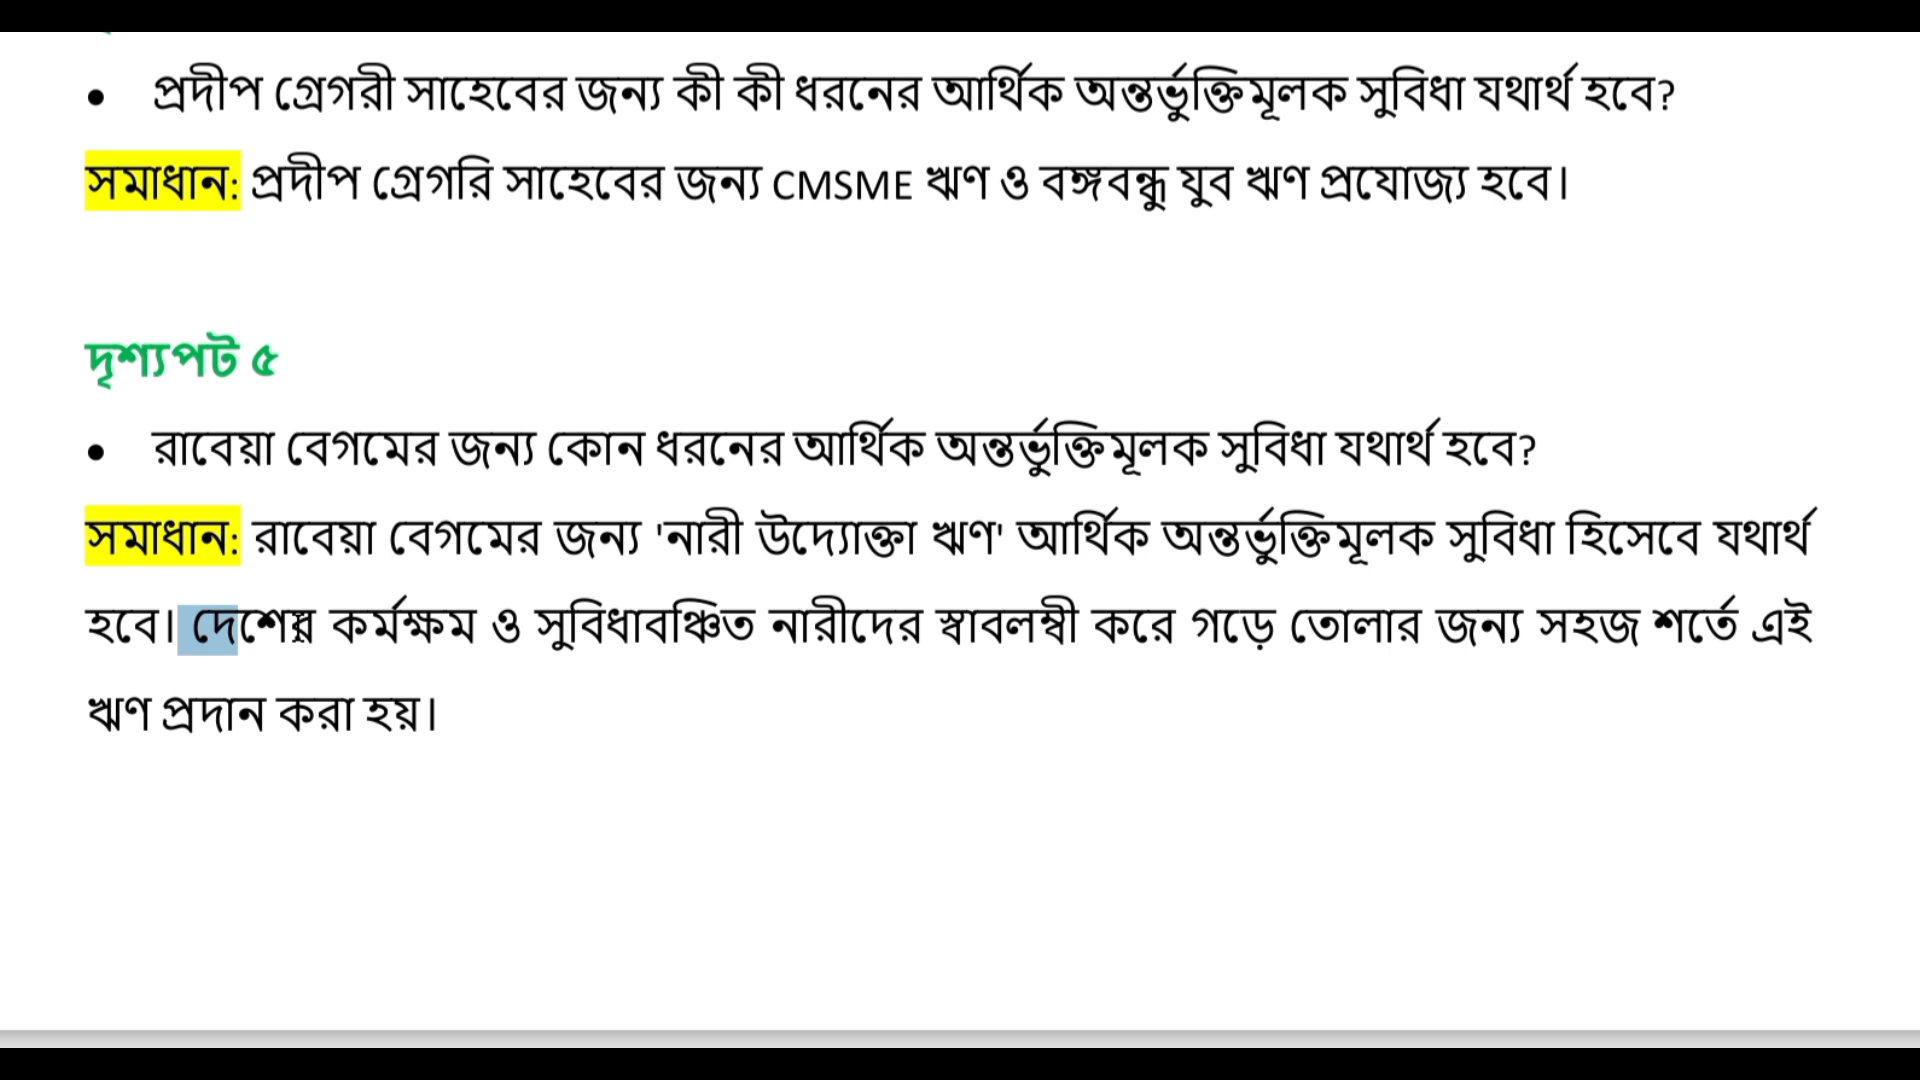 • প্রদীপ গ্রেগরী সাহেবের জন্য কী কী ধরনের আর্থিক অন্তর্ভুক্তিমূলক সুবিধা যথার্থ হবে?
সমাধান: প্রদীপ গ্রেগরি সাহেবের জন্য CMSME ঋণ ও বঙ্গবন্ধু যুব ঋণ প্রযোজ্য হবে।
দৃশ্যপট ৫
• রাবেয়া বেগমের জন্য কোন ধরনের আর্থিক অন্তর্ভুক্তিমূলক সুবিধা যথার্থ হবে?
সমাধান: রাবেয়া বেগমের জন্য 'নারী উদ্যোক্তা ঋণ' আর্থিক অন্তর্ভুক্তিমূলক সুবিধা হিসেবে যথার্থ
হবে। দেশের কর্মক্ষম ও সুবিধাবঞ্চিত নারীদের স্বাবলম্বী করে গড়ে তোলার জন্য সহজ শর্তে এই
ঋণ প্রদান করা হয়।